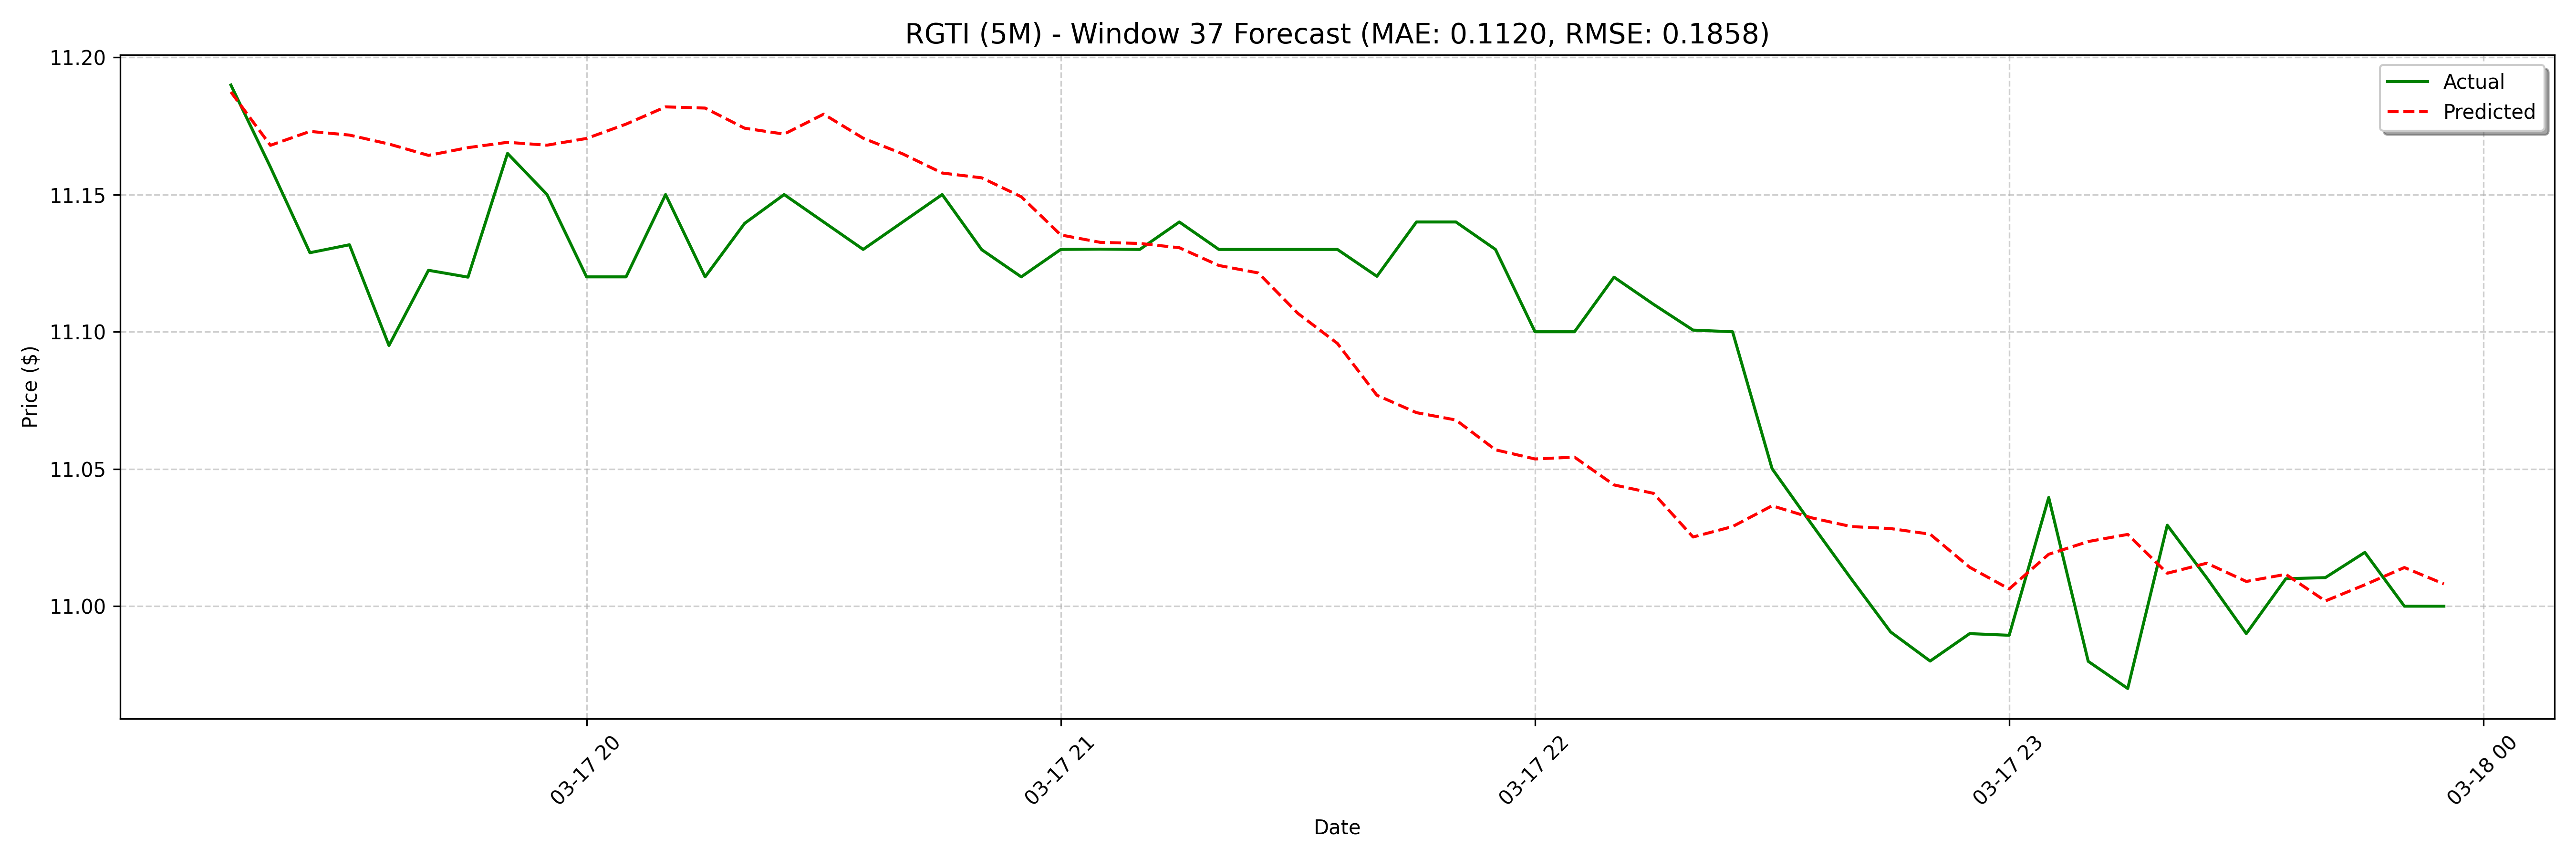 RGTI (5M) - Window 37 Forecast (MAE: 0.1120, RMSE: 0.1858)
Actual
Predicted
Price ($)
11.20
11.15
11.10
11.05
11.00
03-17 20
03-17 21
03-17 22
03-17 23
03-18 00
Date